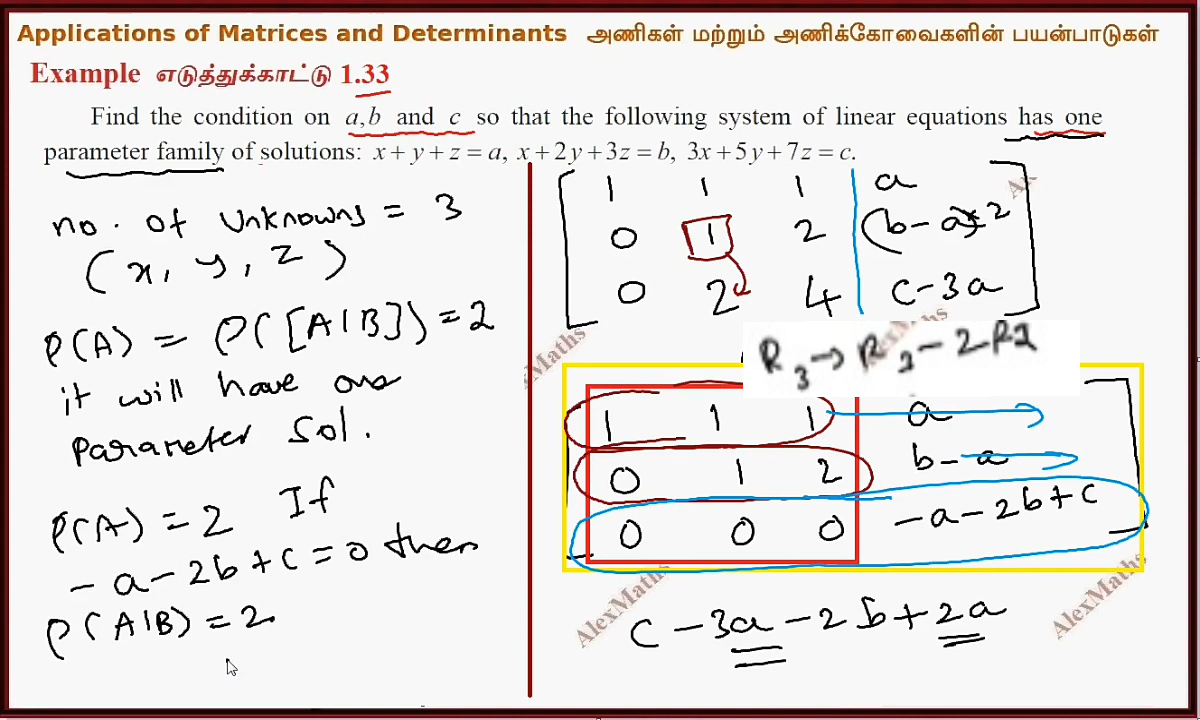 Applications of Matrices and Determinants அணிகள் மற்றும் அணிக்கோவைகளின் பயன்பாடுகள்
Example எடுத்துக்காட்டு 1.33
Find the condition on a,b and c so that the following system of linear equations has one
parameter family of solutions: x+y+z=a, x+2y+3z=b, 3x+5y+7z=c.
no. of unknowns = 3
(x, y, z)
ρ(A) = ρ([A|B]) = 2
it will have one
parameter sol.
ρ(A) = 2 If
-a-2b+c=0 then
ρ(A|B) = 2.
1 1 1 a
0 1 2 (b-a)×2
0 2 4 c-3a
R3→R3-2R2
1 1 1 a
0 1 2 b-a
0 0 0 -a-2b+c
c-3a-2b+2a
AlexMaths
AlexMaths